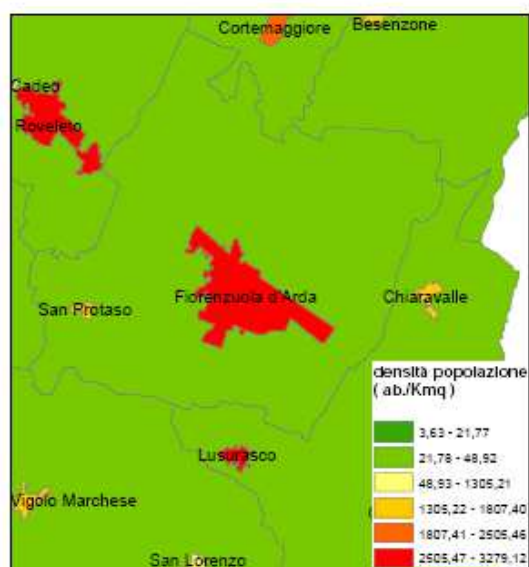 Cortemaggiore
Besenzone
Cadeo
Roveleto
Fiorenzuola d'Arda
Chiaravalle
San Protaso
densità popolazione
( ab./Kmq )
3,63 - 21,77
21,78 - 48,92
48,93 - 1305,21
1305,22 - 1807,40
1807,41 - 2505,46
2505,47 - 3279,12
Lusurasco
Vigolo Marchese
San Lorenzo